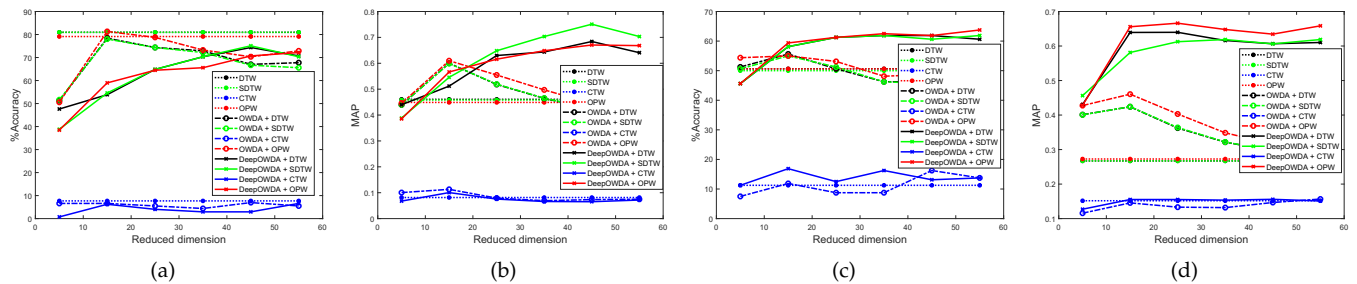 90
80
70
60
50
40
30
20
10
0
%Accuracy
0 10 20 30 40 50 60
Reduced dimension
DTW
SDTW
CTW
OPW
OWDA + DTW
OWDA + SDTW
OWDA + CTW
OWDA + OPW
DeepOWDA + DTW
DeepOWDA + SDTW
DeepOWDA + CTW
DeepOWDA + OPW
(a)
0.8
0.7
0.6
0.5
0.4
0.3
0.2
0.1
0
MAP
0 10 20 30 40 50 60
Reduced dimension
DTW
SDTW
CTW
OPW
OWDA + DTW
OWDA + SDTW
OWDA + CTW
OWDA + OPW
DeepOWDA + DTW
DeepOWDA + SDTW
DeepOWDA + CTW
DeepOWDA + OPW
(b)
70
60
50
40
30
20
10
0
%Accuracy
0 10 20 30 40 50 60
Reduced dimension
DTW
SDTW
CTW
OPW
OWDA + DTW
OWDA + SDTW
OWDA + CTW
OWDA + OPW
DeepOWDA + DTW
DeepOWDA + SDTW
DeepOWDA + CTW
DeepOWDA + OPW
(c)
0.7
0.6
0.5
0.4
0.3
0.2
0.1
MAP
0 10 20 30 40 50 60
Reduced dimension
DTW
SDTW
CTW
OPW
OWDA + DTW
OWDA + SDTW
OWDA + CTW
OWDA + OPW
DeepOWDA + DTW
DeepOWDA + SDTW
DeepOWDA + CTW
DeepOWDA + OPW
(d)